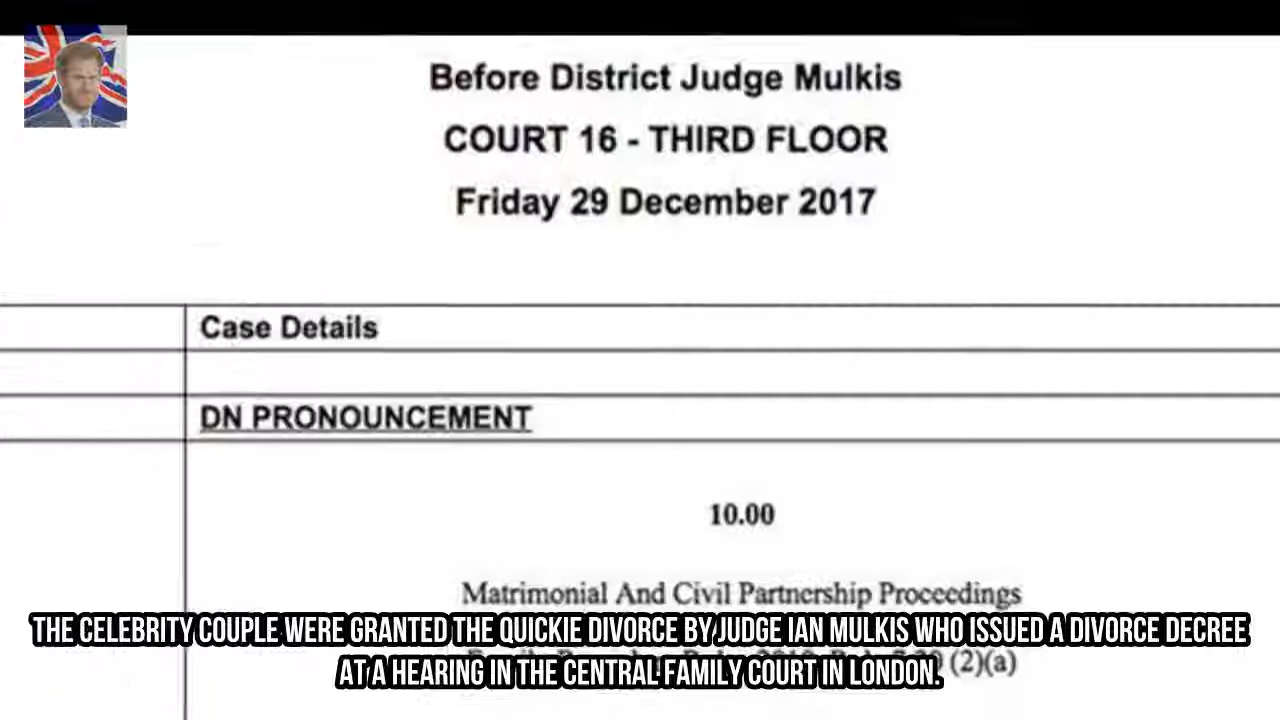 Before District Judge Mulkis
COURT 16 - THIRD FLOOR
Friday 29 December 2017
Case Details
DN PRONOUNCEMENT
10.00
Matrimonial And Civil Partnership Proceedings
(2)(a)
THE CELEBRITY COUPLE WERE GRANTED THE QUICKIE DIVORCE BY JUDGE IAN MULKIS WHO ISSUED A DIVORCE DECREE
AT A HEARING IN THE CENTRAL FAMILY COURT IN LONDON.